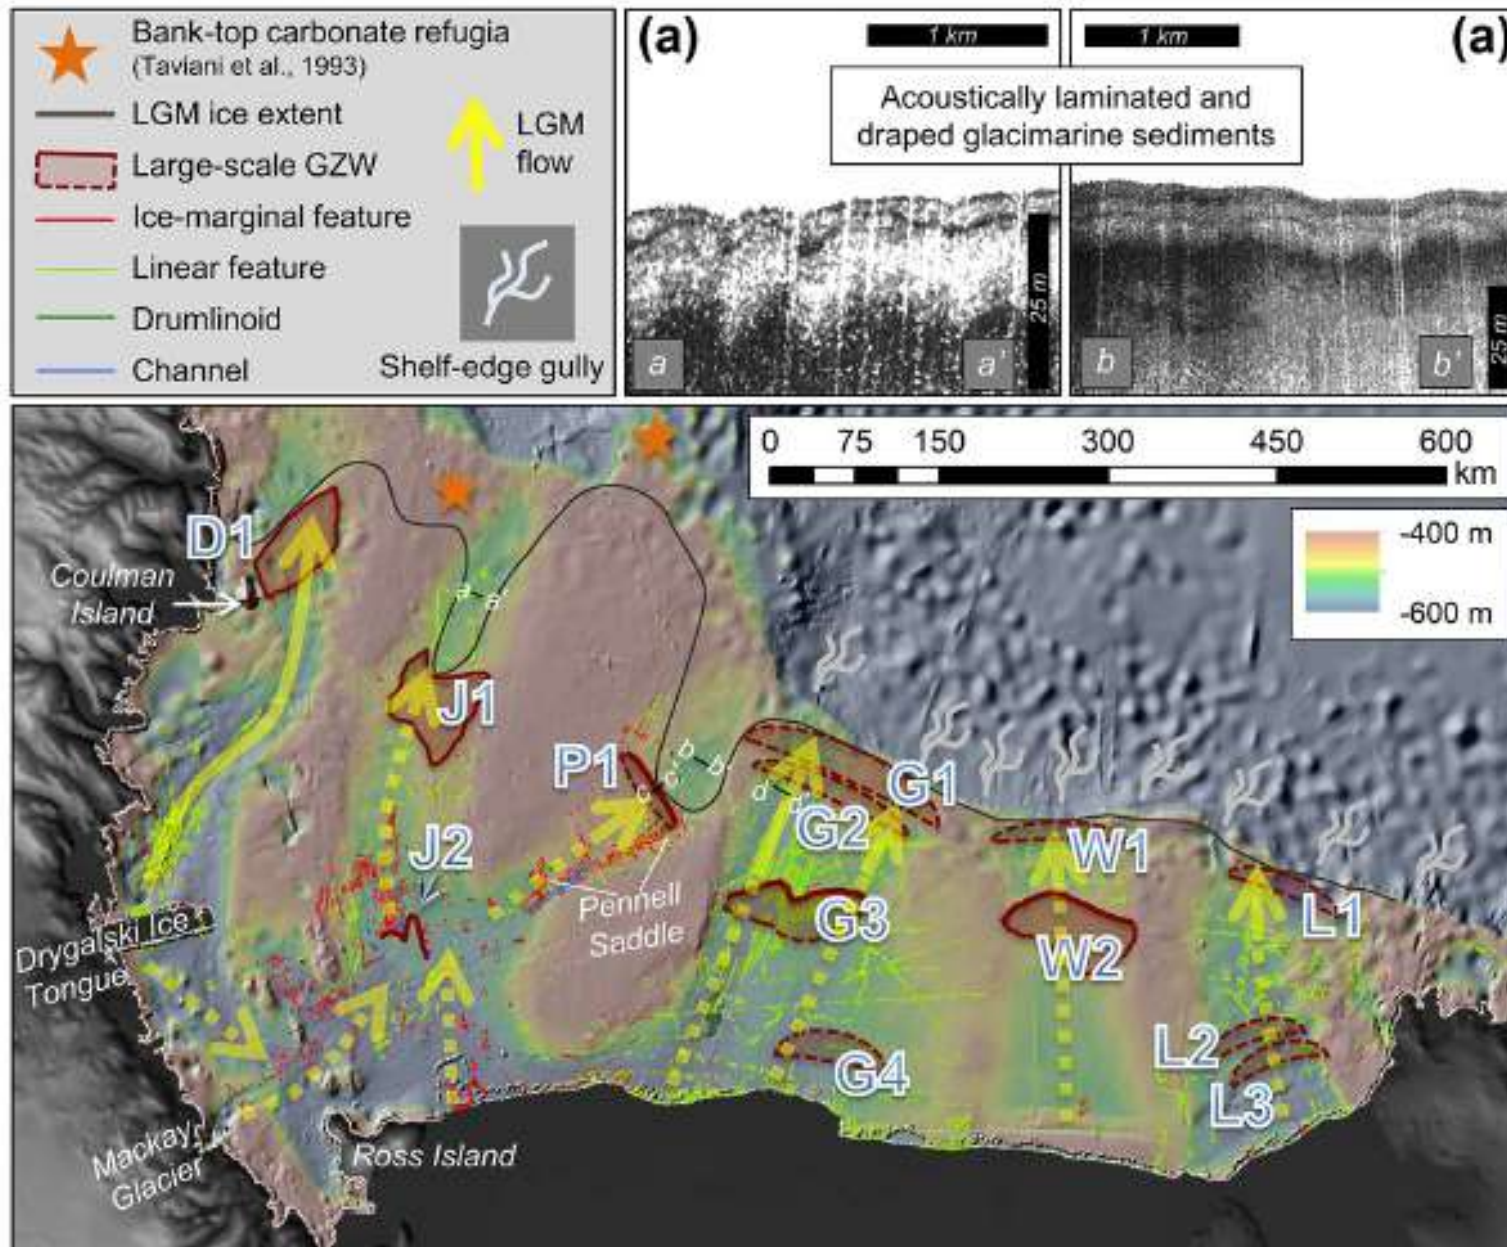 Bank-top carbonate refugia
(Taviani et al., 1993)
LGM ice extent
Large-scale GZW
Ice-marginal feature
Linear feature
Drumlinoid
Channel
LGM
flow
Shelf-edge gully
(a)
1 km
1 km
(a)
Acoustically laminated and
draped glacimarine sediments
25 m
25 m
a
a'
b
b'
0 75 150 300 450 600
km
-400 m
-600 m
D1
Coulman
Island
a a'
J1
P1
b b'
c c'
d d'
G1
G2
J2
W1
Pennell
Saddle
G3
L1
W2
Drygalski Ice
Tongue
G4
L2
L3
Mackay
Glacier
Ross Island